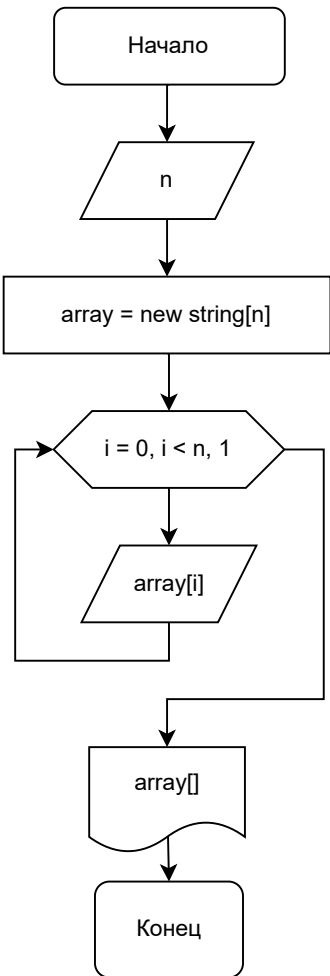 Начало
n
array = new string[n]
i = 0, i < n, 1
array[i]
array[]
Конец